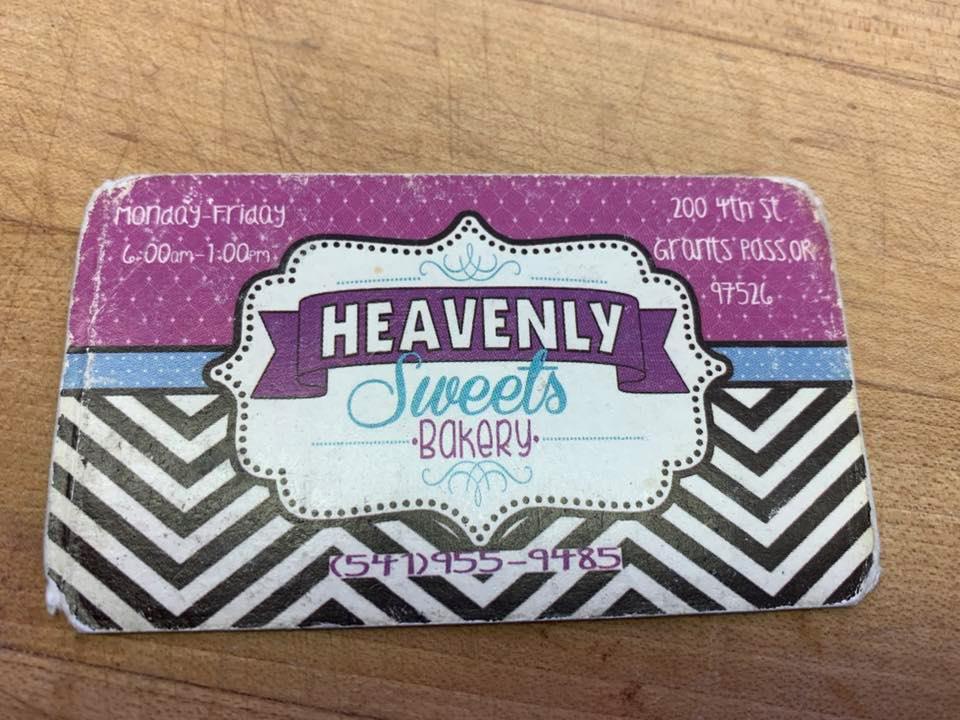 Monday-Friday
6:00am-1:00pm
200 4th St
Grants Pass, OR
97526
HEAVENLY
Sweets
BAKERY
(541)955-9485